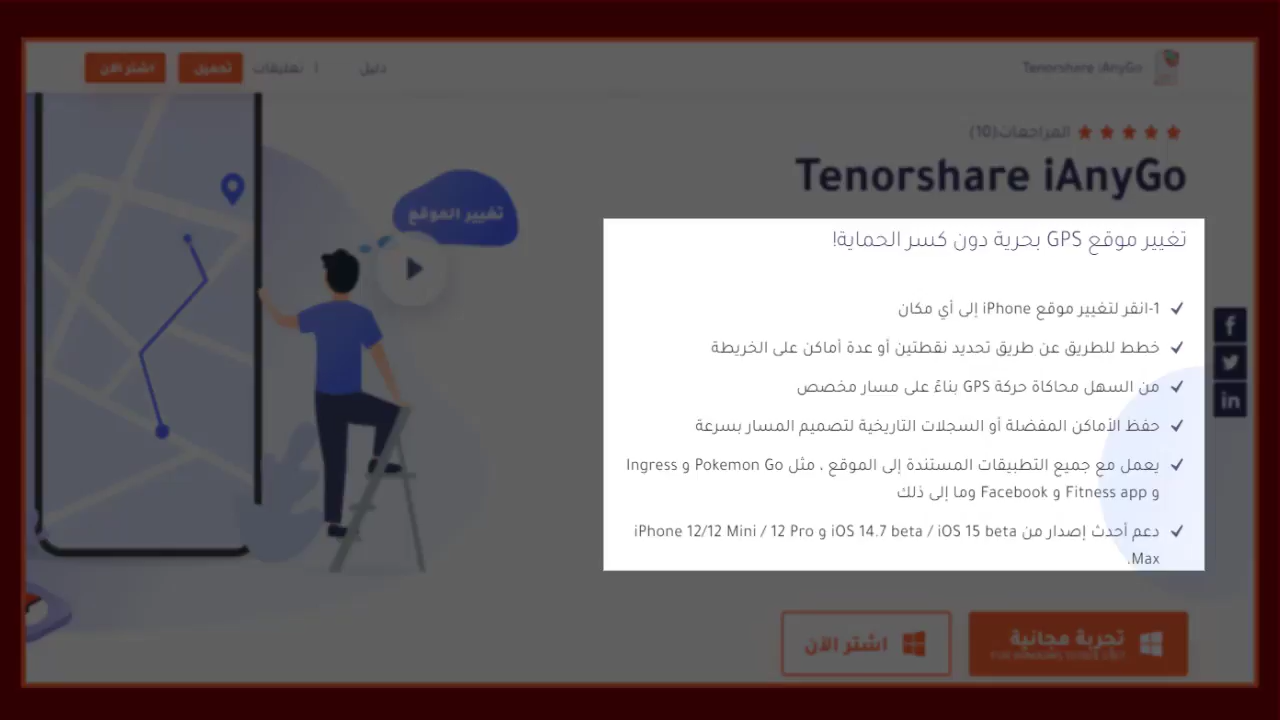 Tenorshare iAnyGo
دليل
تعليقات
تحميل
اشتر الآن
المراجعات(10)
Tenorshare iAnyGo
تغيير موقع GPS بحرية دون كسر الحماية!
1-انقر لتغيير موقع iPhone إلى أي مكان
خطط للطريق عن طريق تحديد نقطتين أو عدة أماكن على الخريطة
من السهل محاكاة حركة GPS بناءً على مسار مخصص
حفظ الأماكن المفضلة أو السجلات التاريخية لتصميم المسار بسرعة
يعمل مع جميع التطبيقات المستندة إلى الموقع ، مثل Pokemon Go و Ingress
و Fitness app و Facebook وما إلى ذلك
دعم أحدث إصدار من iOS 14.7 beta / iOS 15 beta و iPhone 12/12 Mini / 12 Pro
Max.
تغيير الموقع
تجربة مجانية
اشتر الآن